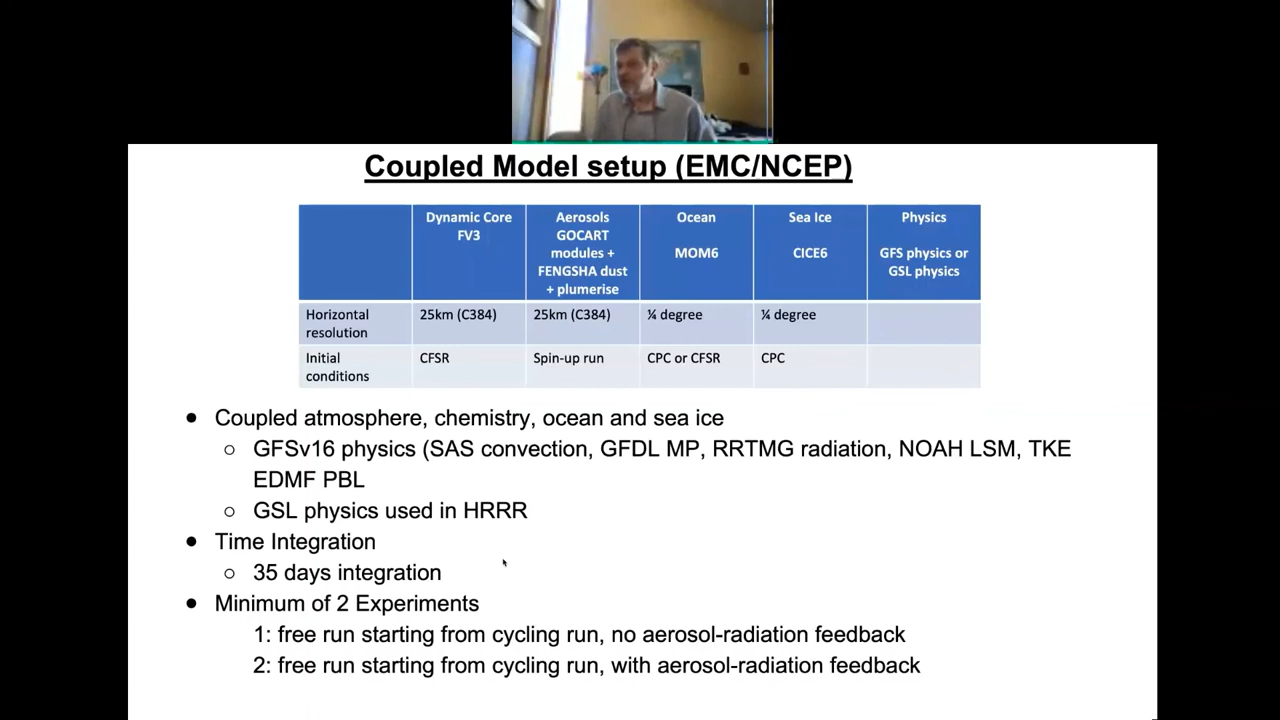 Coupled Model setup (EMC/NCEP)
Dynamic Core
FV3
Aerosols
GOCART
modules +
FENGSHA dust
+ plumerise
Ocean
MOM6
Sea Ice
CICE6
Physics
GFS physics or
GSL physics
Horizontal
resolution
25km (C384)
25km (C384)
¼ degree
¼ degree
Initial
conditions
CFSR
Spin-up run
CPC or CFSR
CPC
● Coupled atmosphere, chemistry, ocean and sea ice
○ GFSv16 physics (SAS convection, GFDL MP, RRTMG radiation, NOAH LSM, TKE
EDMF PBL
○ GSL physics used in HRRR
● Time Integration
○ 35 days integration
● Minimum of 2 Experiments
1: free run starting from cycling run, no aerosol-radiation feedback
2: free run starting from cycling run, with aerosol-radiation feedback